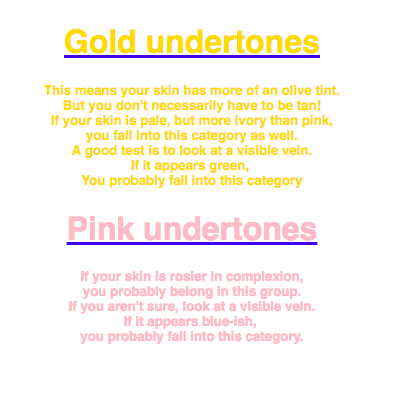 Gold undertones
This means your skin has more of an olive tint.
But you don't necessarily have to be tan!
If your skin is pale, but more ivory than pink,
you fall into this category as well.
A good test is to look at a visible vein.
If it appears green,
You probably fall into this category
Pink undertones
If your skin is rosier in complexion,
you probably belong in this group.
If you aren't sure, look at a visible vein.
If it appears blue-ish,
you probably fall into this category.